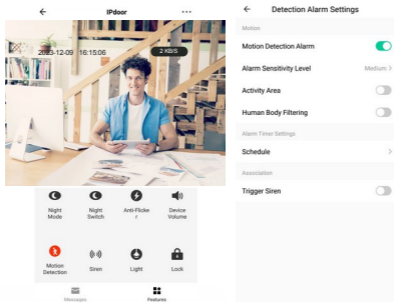 IPdoor
2023-12-09 16:15:06
2 KB/S
Night Mode
Night Switch
Anti-Flicke
r
Device Volume
Motion Detection
Siren
Light
Lock
Messages
Features
Detection Alarm Settings
Motion
Motion Detection Alarm
Alarm Sensitivity Level
Medium >
Activity Area
Human Body Filtering
Alarm Timer Settings
Schedule
>
Association
Trigger Siren